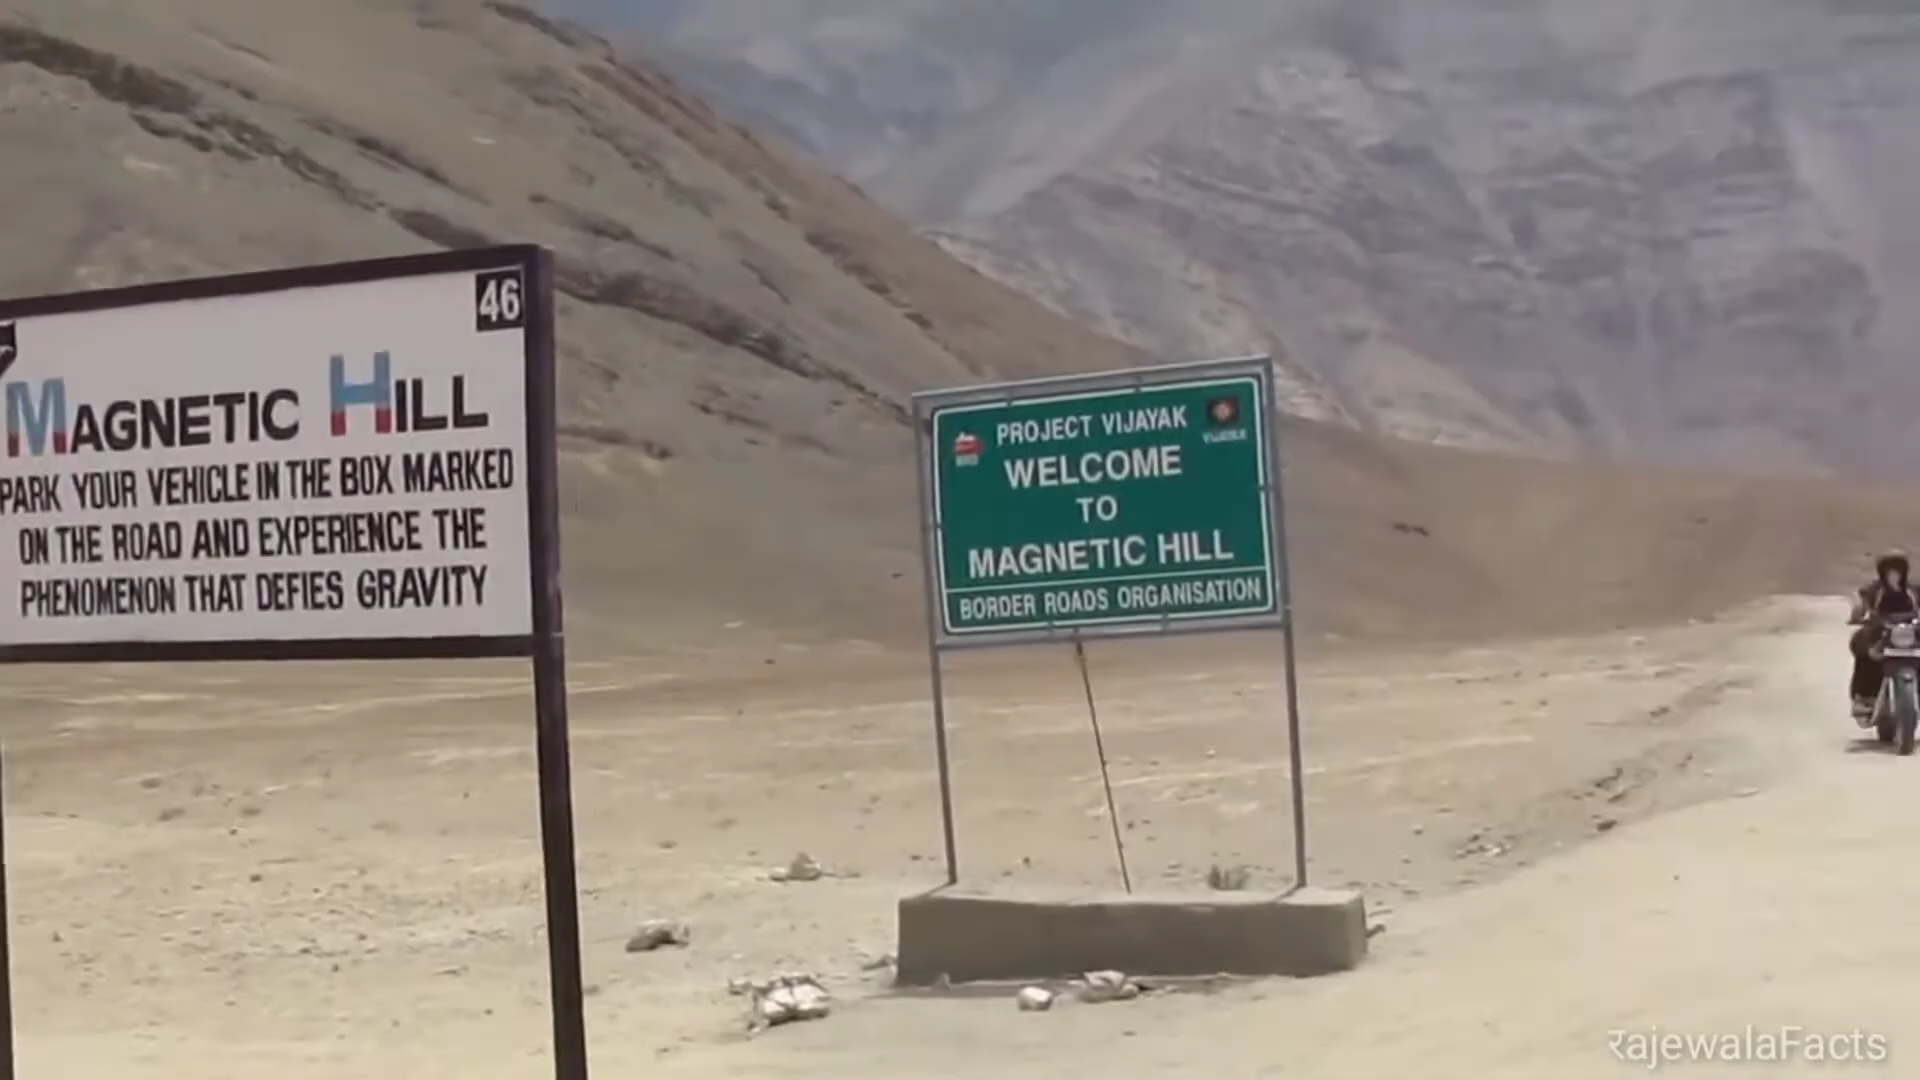 46
MAGNETIC HILL
PARK YOUR VEHICLE IN THE BOX MARKED
ON THE ROAD AND EXPERIENCE THE
PHENOMENON THAT DEFIES GRAVITY
PROJECT VIJAYAK
WELCOME
TO
MAGNETIC HILL
BORDER ROADS ORGANISATION
रajewalaFacts